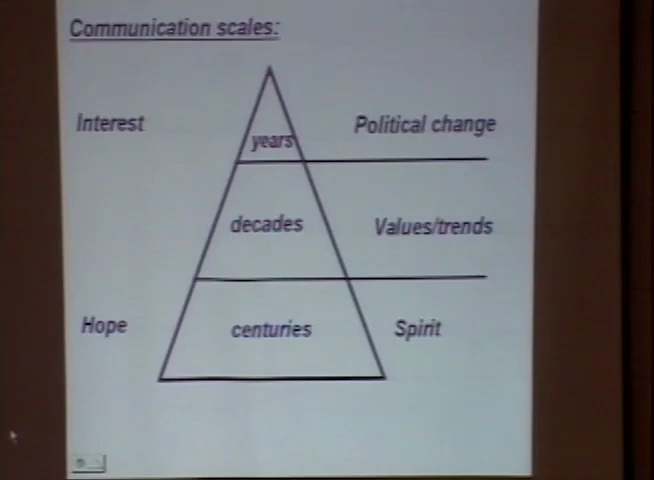 Communication scales:
Interest
years
Political change
decades
Values/trends
Hope
centuries
Spirit